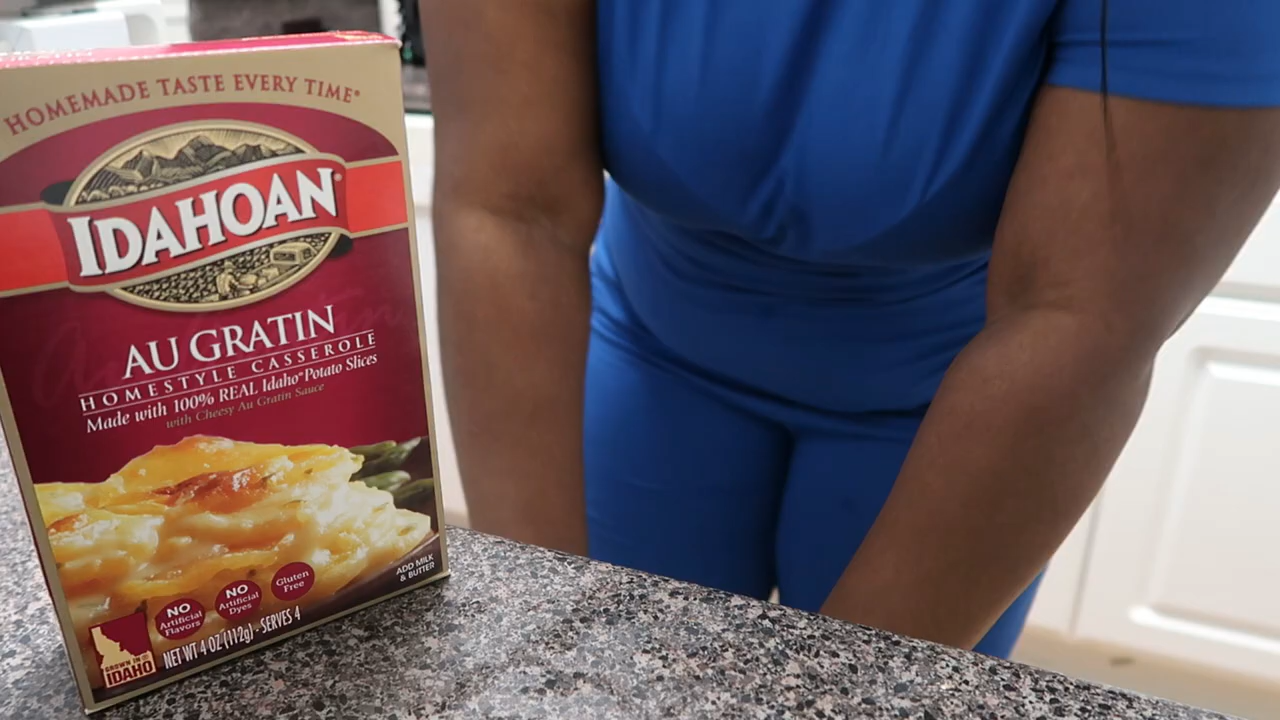 HOMEMADE TASTE EVERY TIME®
IDAHOAN®
AU GRATIN
HOMESTYLE CASSEROLE
Made with 100% REAL Idaho® Potato Slices
with Cheesy Au Gratin Sauce
ADD MILK
& BUTTER
NO
Artificial
Flavors
NO
Artificial
Dyes
Gluten
Free
GROWN IN
IDAHO
NET WT 4 OZ (112g) - SERVES 4